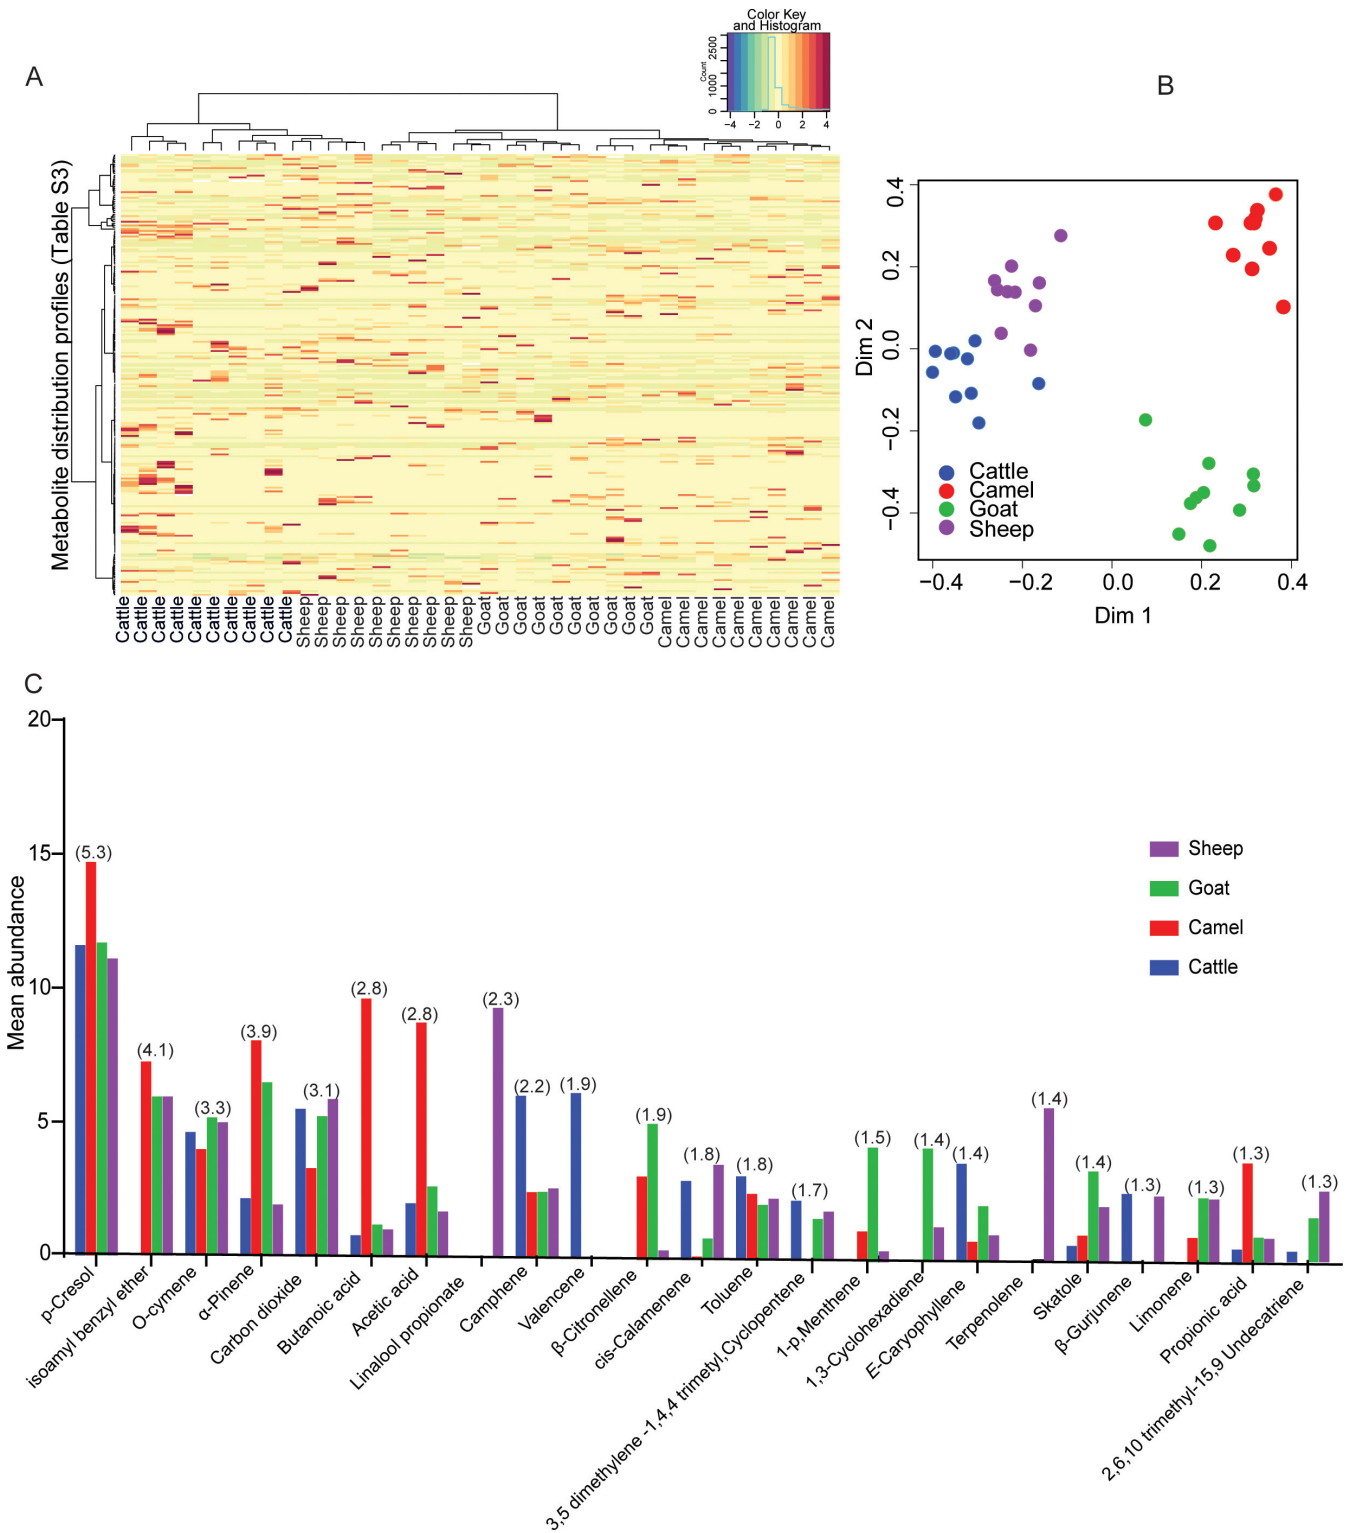 A
Color Key
and Histogram
Count
0 1000 2500
−4 −2 0 2 4
B
Metabolite distribution profiles (Table S3)
Cattle Cattle Cattle Cattle Cattle Cattle Cattle Cattle Cattle Cattle Sheep Sheep Sheep Sheep Sheep Sheep Sheep Sheep Sheep Sheep Goat Goat Goat Goat Goat Goat Goat Goat Goat Goat Camel Camel Camel Camel Camel Camel Camel Camel Camel Camel
Dim 2
0.4
0.2
0.0
−0.2
−0.4
Cattle
Camel
Goat
Sheep
−0.4 −0.2 0.0 0.2 0.4
Dim 1
C
Mean abundance
20
15
10
5
0
Sheep
Goat
Camel
Cattle
(5.3)
(4.1)
(3.3)
(3.9)
(3.1)
(2.8)
(2.8)
(2.3)
(2.2)
(1.9)
(1.9)
(1.8)
(1.8)
(1.7)
(1.5)
(1.4)
(1.4)
(1.4)
(1.4)
(1.3)
(1.3)
(1.3)
(1.3)
p-Cresol
isoamyl benzyl ether
O-cymene
α-Pinene
Carbon dioxide
Butanoic acid
Acetic acid
Linalool propionate
Camphene
Valencene
β-Citronellene
cis-Calamenene
Toluene
3,5 dimethylene -1,4,4 trimetyl,Cyclopentene
1-p,Menthene
1,3-Cyclohexadiene
E-Caryophyllene
Terpenolene
Skatole
β-Gurjunene
Limonene
Propionic acid
2,6,10 trimethyl-15,9 Undecatriene